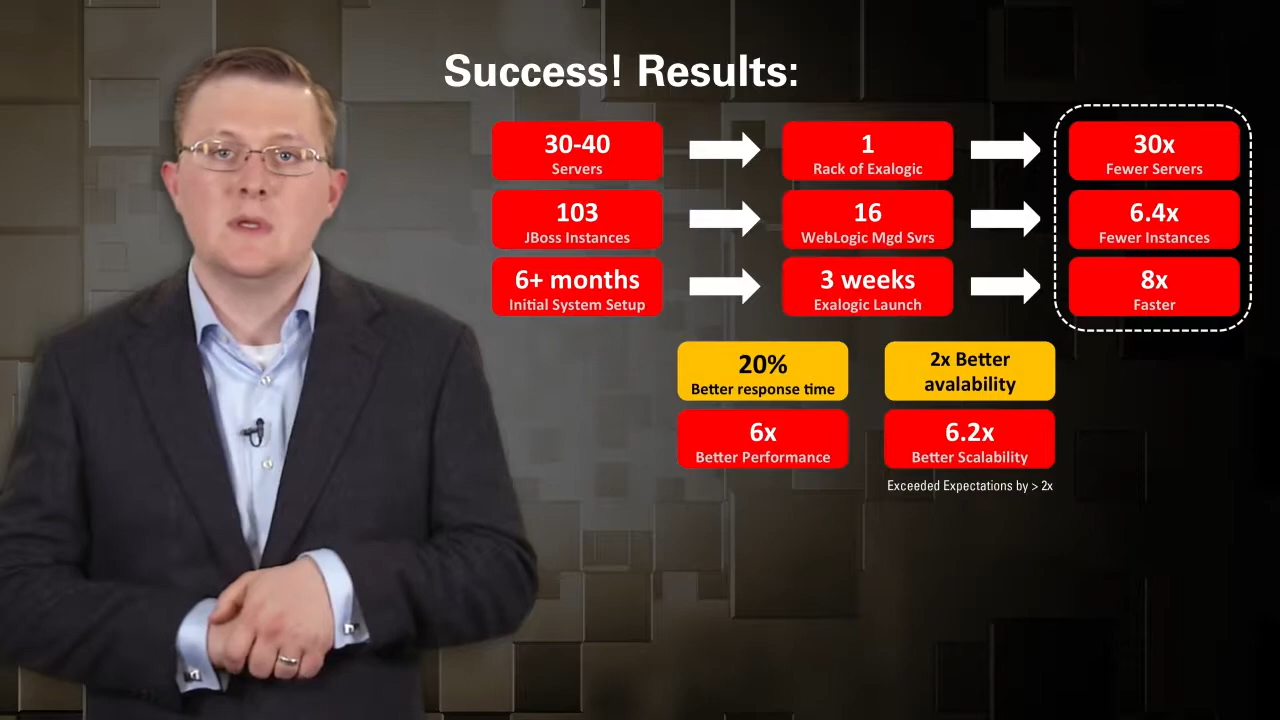 Success! Results:
30-40
Servers
1
Rack of Exalogic
30x
Fewer Servers
103
JBoss Instances
16
WebLogic Mgd Svrs
6.4x
Fewer Instances
6+ months
Initial System Setup
3 weeks
Exalogic Launch
8x
Faster
20%
Better response time
2x Better
avalability
6x
Better Performance
6.2x
Better Scalability
Exceeded Expectations by > 2x